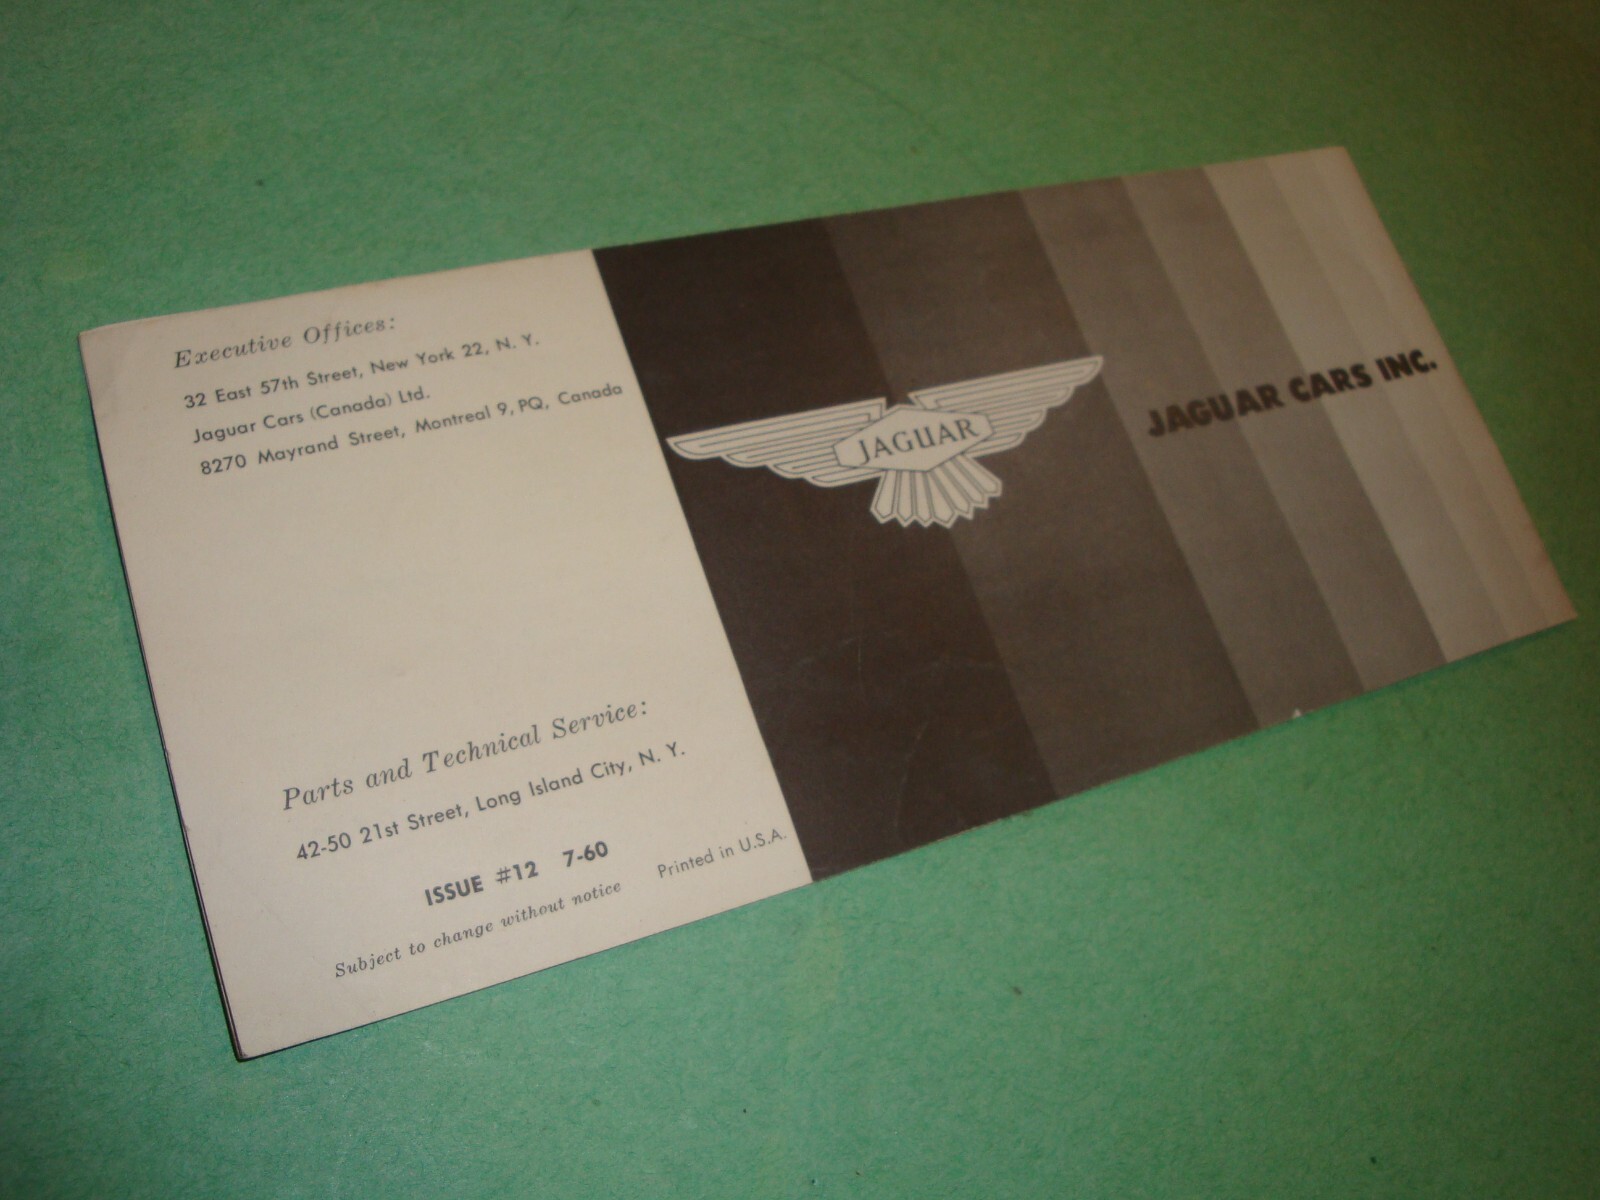 Executive Offices:
32 East 57th Street, New York 22, N. Y.
Jaguar Cars (Canada) Ltd.
8270 Mayrand Street, Montreal 9, PQ, Canada
Parts and Technical Service:
42-50 21st Street, Long Island City, N. Y.
ISSUE #12 7-60
Subject to change without notice
Printed in U.S.A.
JAGUAR
JAGUAR CARS INC.